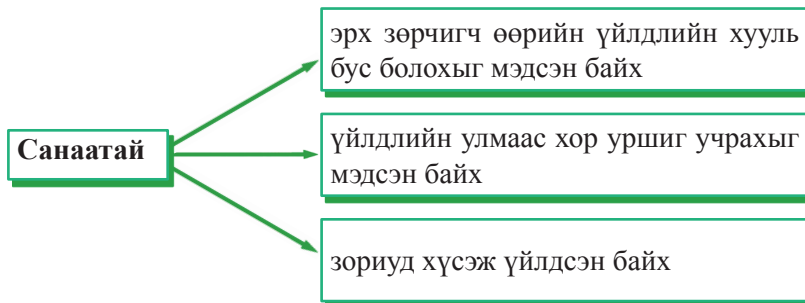 эрх зөрчигч өөрийн үйлдлийн хууль
бус болохыг мэдсэн байх
Санаатай
үйлдлийн улмаас хор уршиг учрахыг
мэдсэн байх
зориуд хүсэж үйлдсэн байх